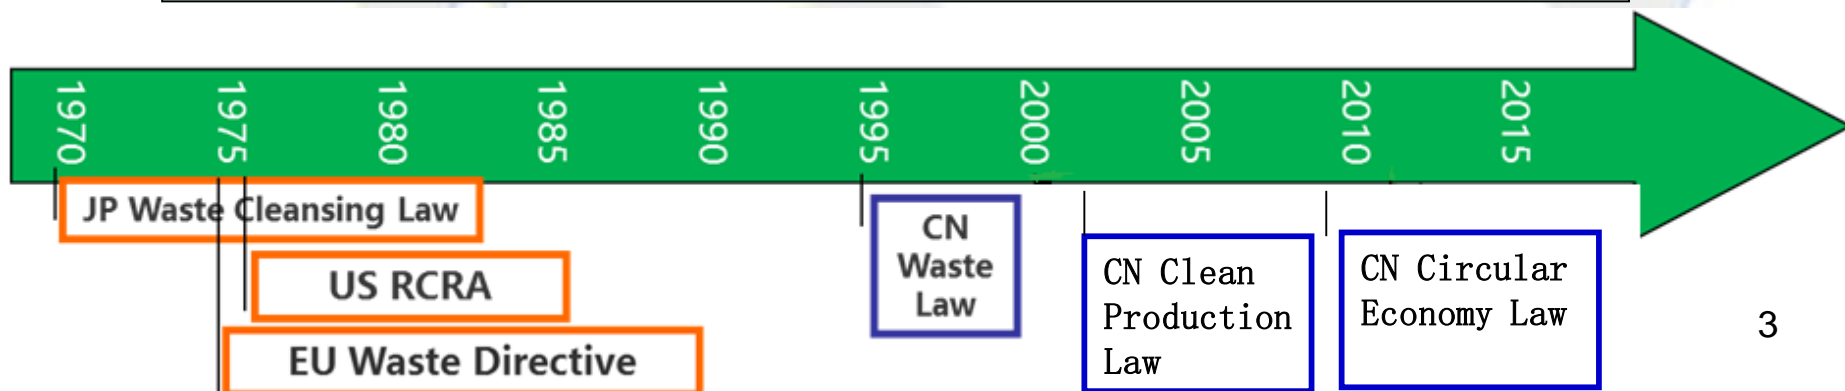 1970
1975
1980
1985
1990
1995
2000
2005
2010
2015
JP Waste Cleansing Law
US RCRA
EU Waste Directive
CN
Waste
Law
CN Clean
Production
Law
CN Circular
Economy Law
3